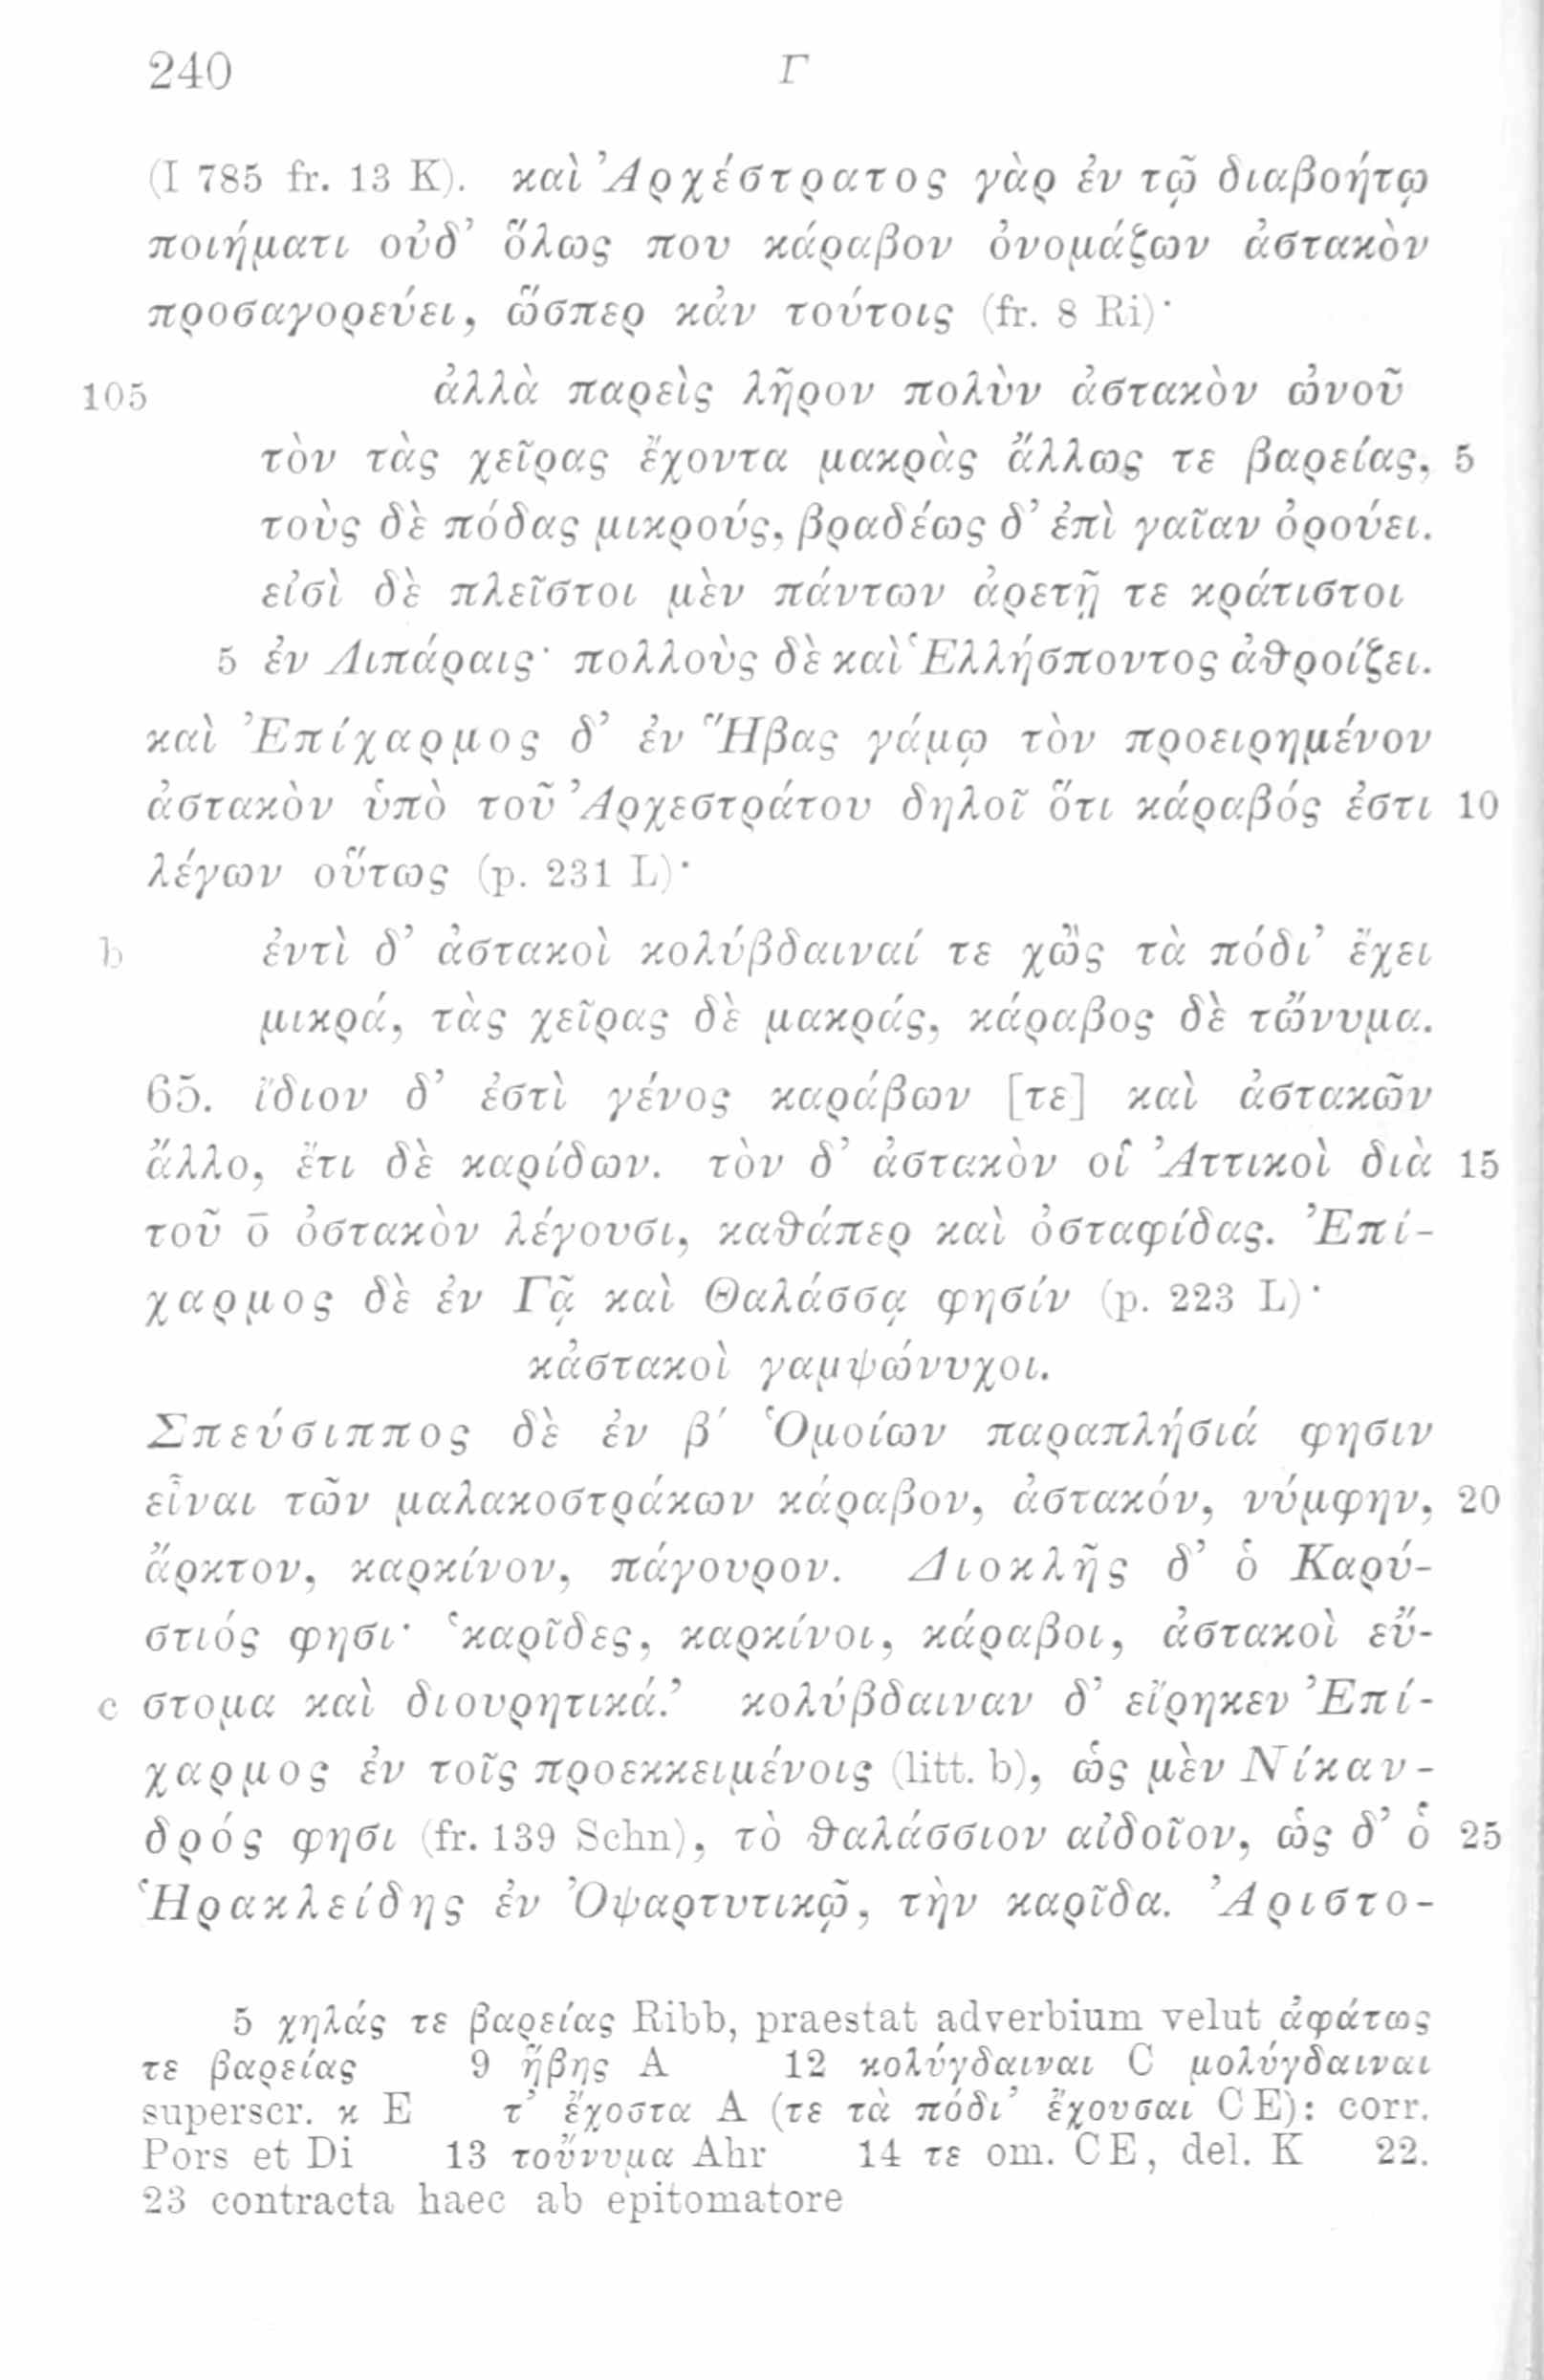 240 Γ
(I 785 fr. 13 K). καὶ Ἀρχέστρατος γὰρ ἐν τῷ διαβοήτῳ
ποιήματι οὐδ’ ὅλως που κάραβον ὀνομάζων ἀστακὸν
προσαγορεύει, ὥσπερ κἀν τούτοις (fr. 8 Ri)·
105 ἀλλὰ παρεὶς λῆρον πολὺν ἀστακὸν ὠνοῦ
τὸν τὰς χεῖρας ἔχοντα μακρὰς ἄλλως τε βαρείας, 5
τοὺς δὲ πόδας μικρούς, βραδέως δ’ ἐπὶ γαῖαν ὀρούει.
εἰσὶ δὲ πλεῖστοι μὲν πάντων ἀρετῇ τε κράτιστοι
5 ἐν Λιπάραις· πολλοὺς δὲ καὶ Ἑλλήσποντος ἀθροίζει.
καὶ Ἐπίχαρμος δ’ ἐν Ἥβας γάμῳ τὸν προειρημένον
ἀστακὸν ὑπὸ τοῦ Ἀρχεστράτου δηλοῖ ὅτι κάραβός ἐστι 10
λέγων οὕτως (p. 231 L)·
b ἐντὶ δ’ ἀστακοὶ κολύβδαιναί τε χὢς τὰ πόδι’ ἔχει
μικρά, τὰς χεῖρας δὲ μακράς, κάραβος δὲ τὤνυμα.
65. ἴδιον δ’ ἐστὶ γένος καράβων [τε] καὶ ἀστακῶν
ἄλλο, ἔτι δὲ καρίδων. τὸν δ’ ἀστακὸν οἱ Ἀττικοὶ διὰ 15
τοῦ ο̄ ὀστακὸν λέγουσι, καθάπερ καὶ ὀσταφίδας. Ἐπί-
χαρμος δὲ ἐν Γᾷ καὶ Θαλάσσᾳ φησίν (p. 223 L)·
κἀστακοὶ γαμψώνυχοι.
Σπεύσιππος δὲ ἐν β′ Ὁμοίων παραπλήσιά φησιν
εἶναι τῶν μαλακοστράκων κάραβον, ἀστακόν, νύμφην, 20
ἄρκτον, καρκίνον, πάγουρον. Διοκλῆς δ’ ὁ Καρύ-
στιός φησι· ‘καρῖδες, καρκίνοι, κάραβοι, ἀστακοὶ εὔ-
c στομα καὶ διουρητικά.’ κολύβδαιναν δ’ εἴρηκεν Ἐπί-
χαρμος ἐν τοῖς προεκκειμένοις (litt. b), ὡς μὲν Νίκαν-
δρός φησι (fr. 139 Schn), τὸ θαλάσσιον αἰδοῖον, ὡς δ’ ὁ 25
Ἡρακλείδης ἐν Ὀψαρτυτικῷ, τὴν καρῖδα. Ἀριστο-
5 χηλάς τε βαρείας Ribb, praestat adverbium velut ἀφάτως
τε βαρείας 9 ἥβης A 12 κολύγδαιναι C μολύγδαιναι
superscr. κ E τ’ ἔχοστα A (τε τὰ πόδι’ ἔχουσαι CE): corr.
Pors et Di 13 τοὔνυμα Ahr 14 τε om. CE, del. K 22.
23 contracta haec ab epitomatore